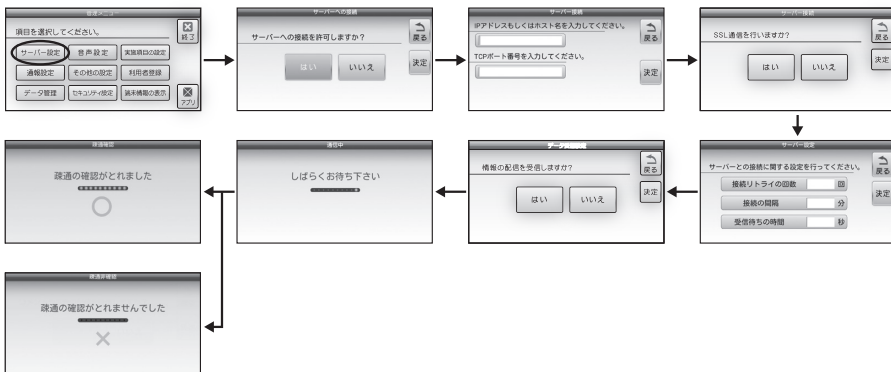 管理メニュー
項目を選択してください。
終了
サーバー設定
音声設定
実施項目の設定
通報設定
その他の設定
利用者登録
データ管理
セキュリティ設定
端末情報の表示
アプリ
サーバーへの接続
サーバーへの接続を許可しますか?
戻る
はい
いいえ
決定
サーバー接続
IPアドレスもしくはホスト名を入力してください。
戻る
TCPポート番号を入力してください。
決定
サーバー接続
SSL通信を行いますか?
戻る
はい
いいえ
決定
サーバー設定
サーバーとの接続に関する設定を行ってください。
戻る
接続リトライの回数
回
決定
接続の間隔
分
受信待ちの時間
秒
情報の配信を受信しますか?
戻る
はい
いいえ
決定
通信中
しばらくお待ち下さい
疎通確認
疎通の確認がとれました
疎通非確認
疎通の確認がとれませんでした